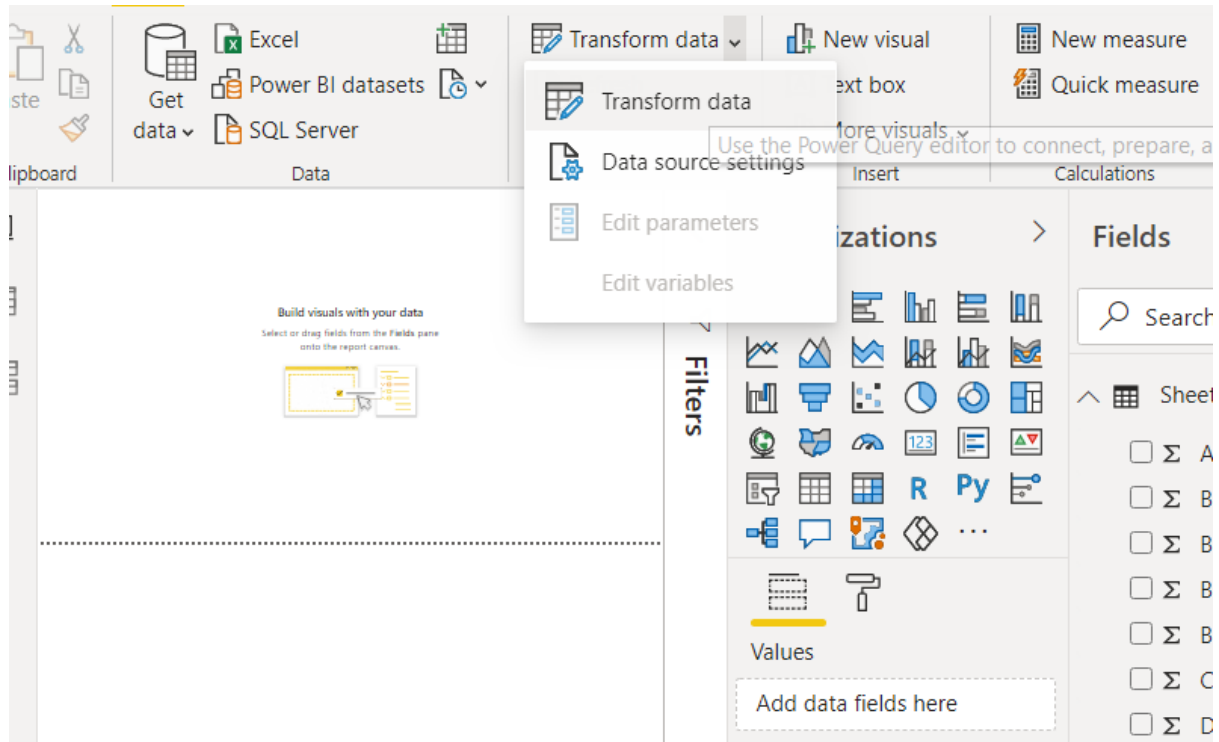 Excel
Transform data
New visual
New measure
Get data
Power BI datasets
ext box
Quick measure
ste
SQL Server
More visuals
lipboard
Data
Insert
Calculations
Transform data
Use the Power Query editor to connect, prepare, a
Data source settings
Edit parameters
Edit variables
izations
Fields
Search
Build visuals with your data
Select or drag fields from the Fields pane
onto the report canvas.
Filters
Sheet
123
A
B
B
B
B
C
D
R
Py
Values
Add data fields here